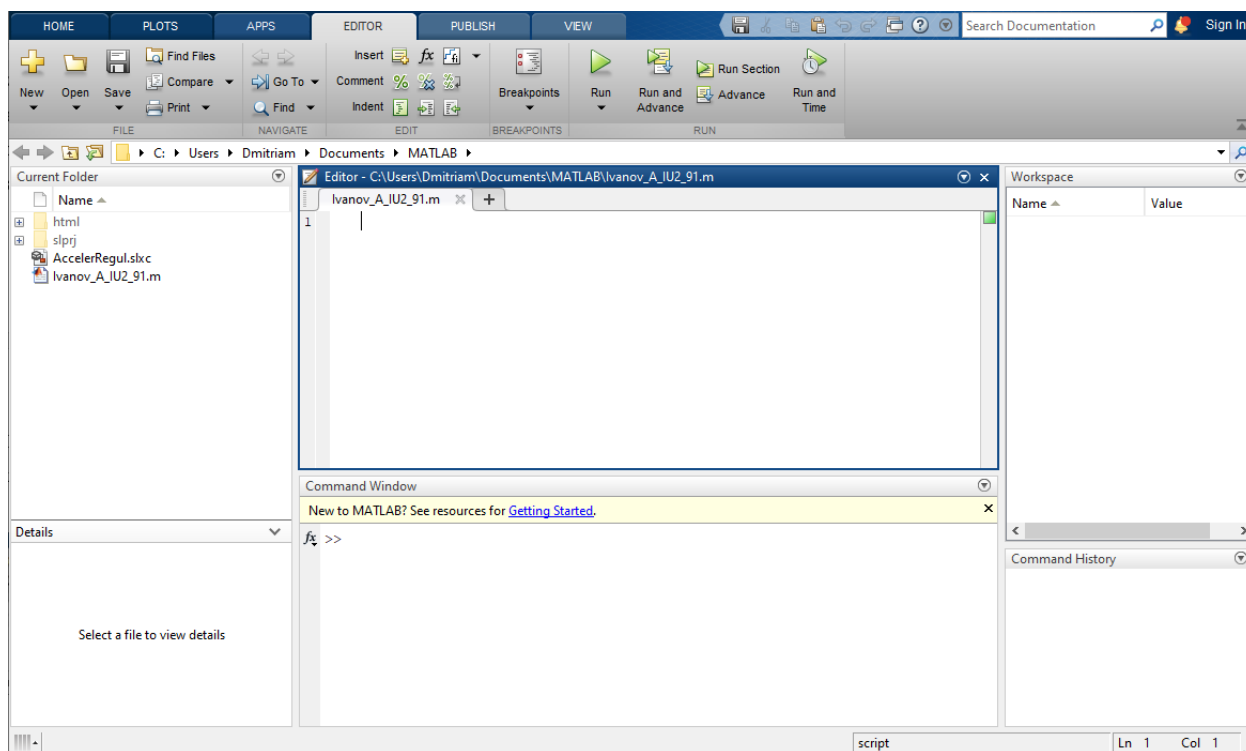 HOME PLOTS APPS EDITOR PUBLISH VIEW Search Documentation Sign In
New Open Save Find Files Compare Print
FILE
Go To Find
NAVIGATE
Insert fx fi
Comment % % %
Indent
EDIT
Breakpoints
BREAKPOINTS
Run Run and Advance Run Section Advance Run and Time
RUN
C: Users Dmitriam Documents MATLAB
Current Folder
Name
html
slprj
AccelerRegul.slxc
Ivanov_A_IU2_91.m
Details
Select a file to view details
Editor - C:\Users\Dmitriam\Documents\MATLAB\Ivanov_A_IU2_91.m
Ivanov_A_IU2_91.m +
1
Command Window
New to MATLAB? See resources for Getting Started.
fx >>
Workspace
Name Value
Command History
script Ln 1 Col 1